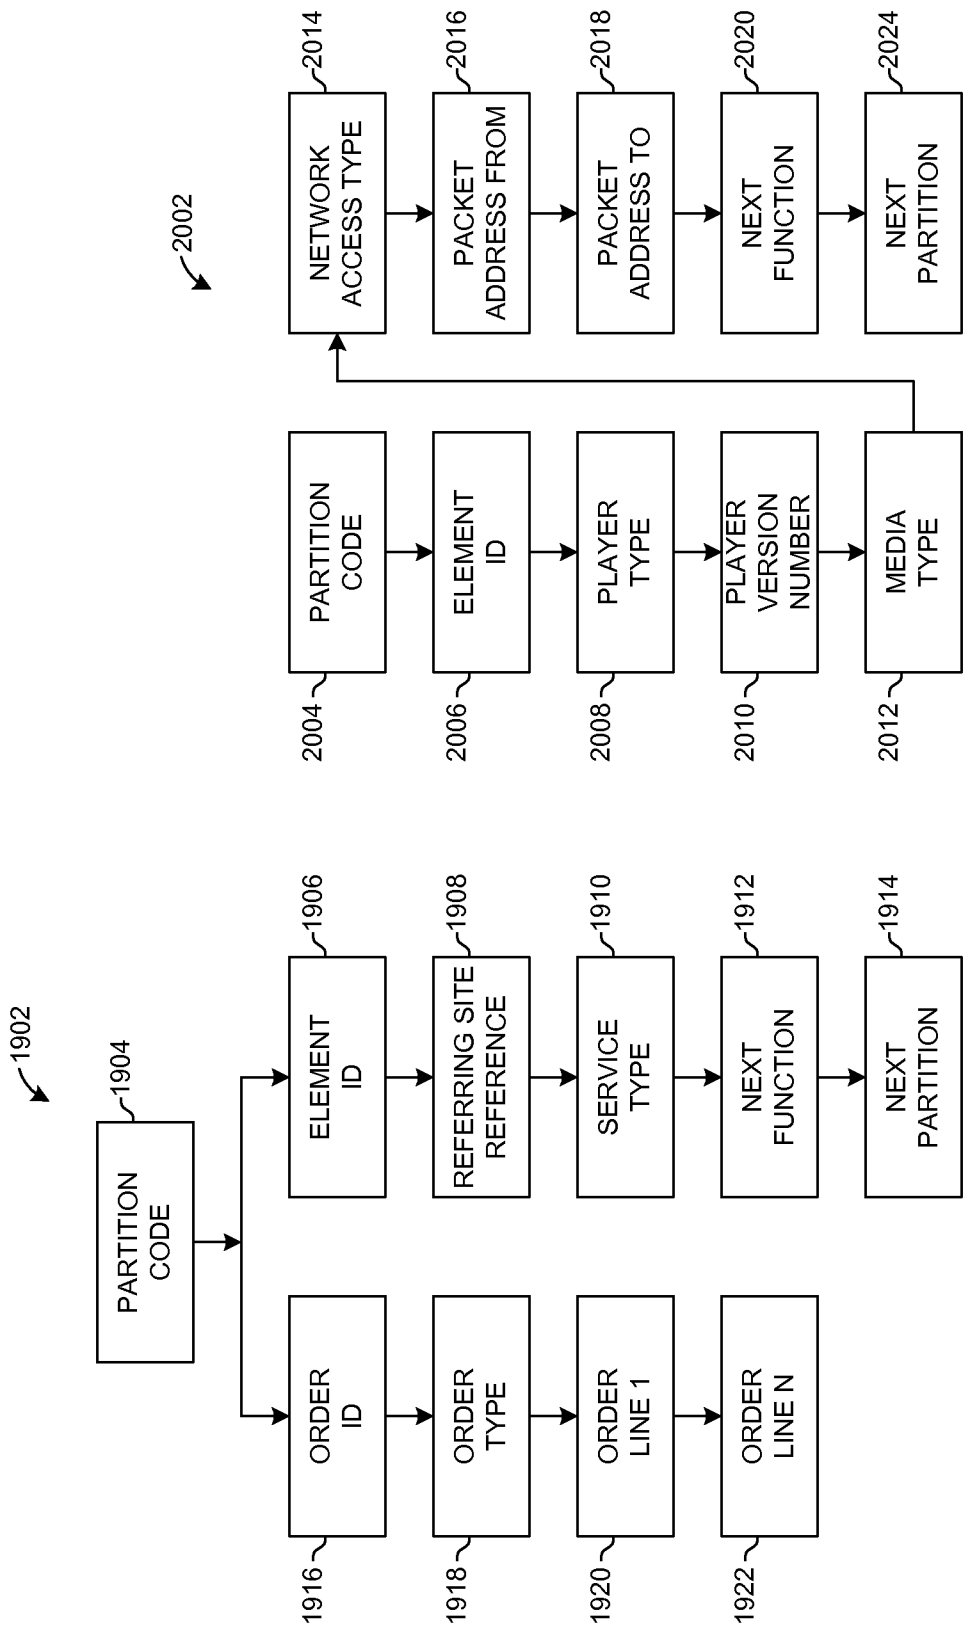 1902
PARTITION
CODE
1904
ORDER
ID
1916
ORDER
TYPE
1918
ORDER
LINE 1
1920
ORDER
LINE N
1922
ELEMENT
ID
1906
REFERRING SITE
REFERENCE
1908
SERVICE
TYPE
1910
NEXT
FUNCTION
1912
NEXT
PARTITION
1914
2002
PARTITION
CODE
2004
ELEMENT
ID
2006
PLAYER
TYPE
2008
PLAYER
VERSION
NUMBER
2010
MEDIA
TYPE
2012
NETWORK
ACCESS TYPE
2014
PACKET
ADDRESS FROM
2016
PACKET
ADDRESS TO
2018
NEXT
FUNCTION
2020
NEXT
PARTITION
2024